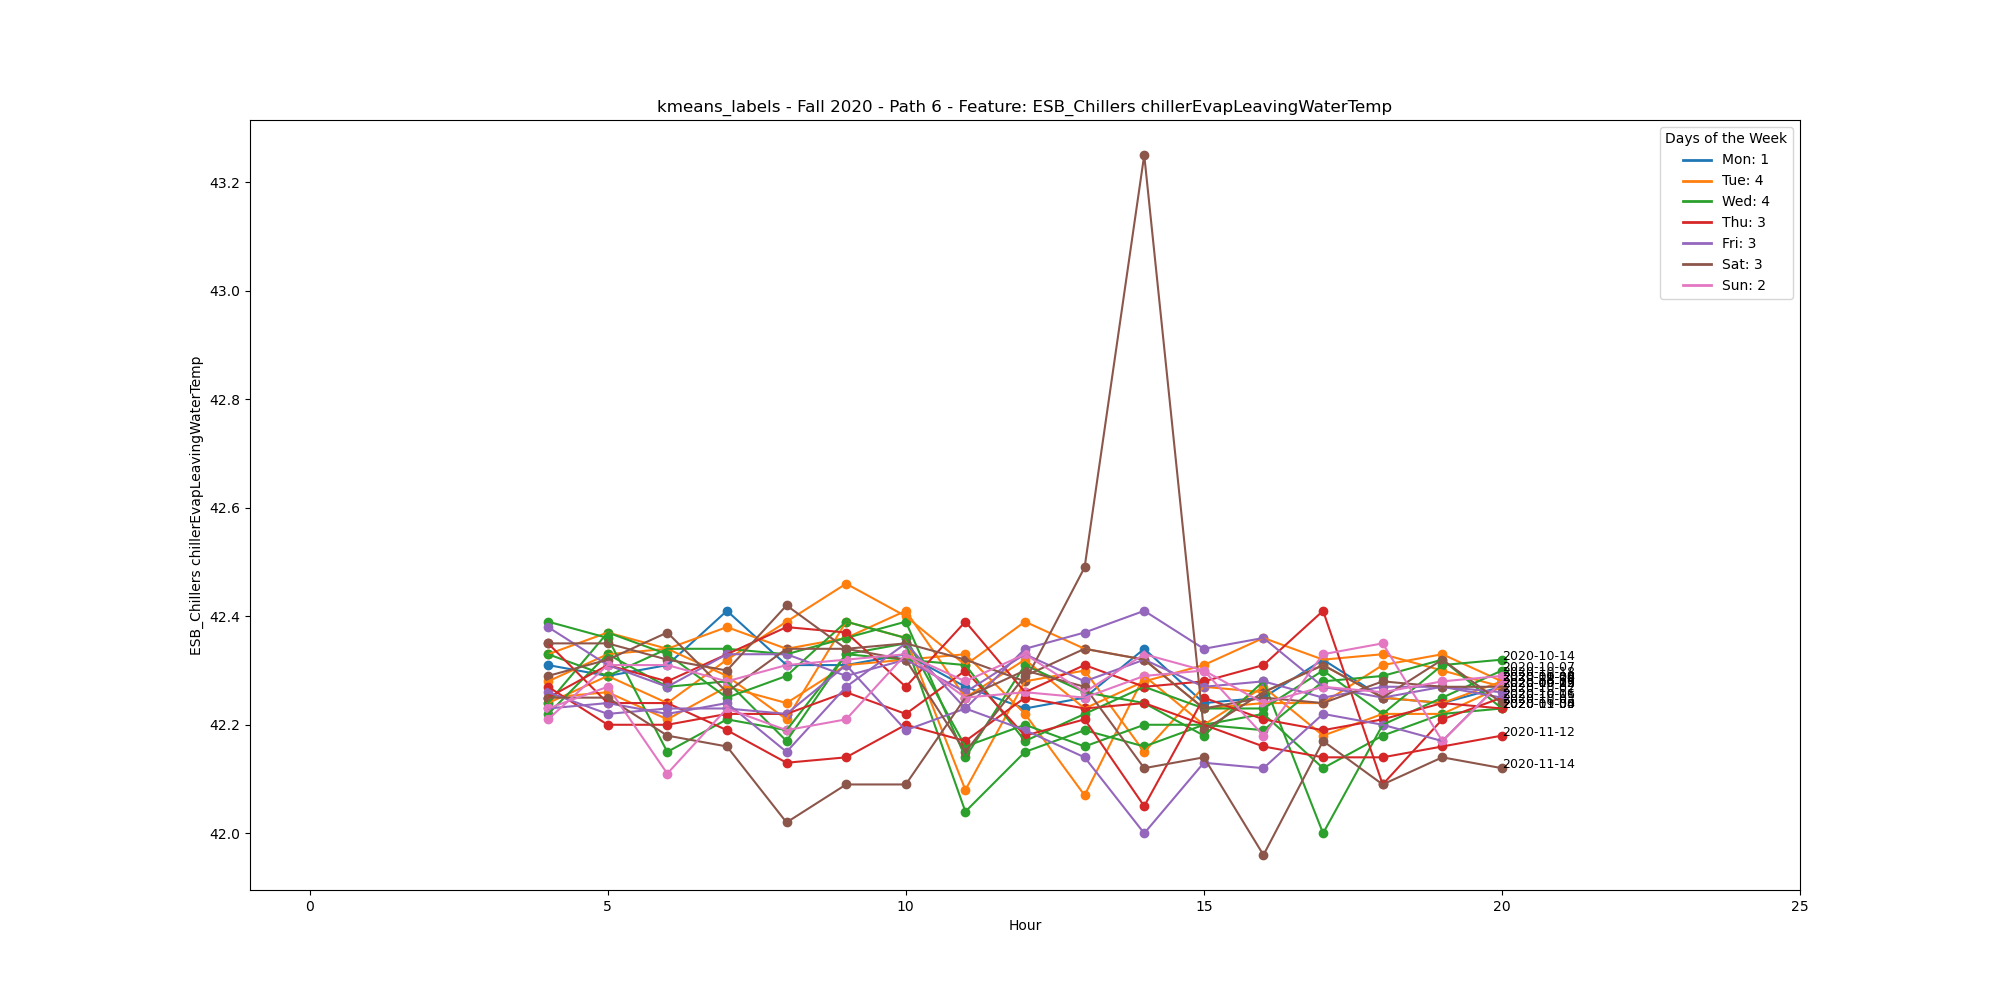 kmeans_labels - Fall 2020 - Path 6 - Feature: ESB_Chillers chillerEvapLeavingWaterTemp
Days of the Week
Mon: 1
Tue: 4
Wed: 4
Thu: 3
Fri: 3
Sat: 3
Sun: 2
ESB_Chillers chillerEvapLeavingWaterTemp
43.2
43.0
42.8
42.6
42.4
42.2
42.0
2020-10-14
2020-10-07
2020-11-12
2020-11-14
0
5
10
15
20
25
Hour